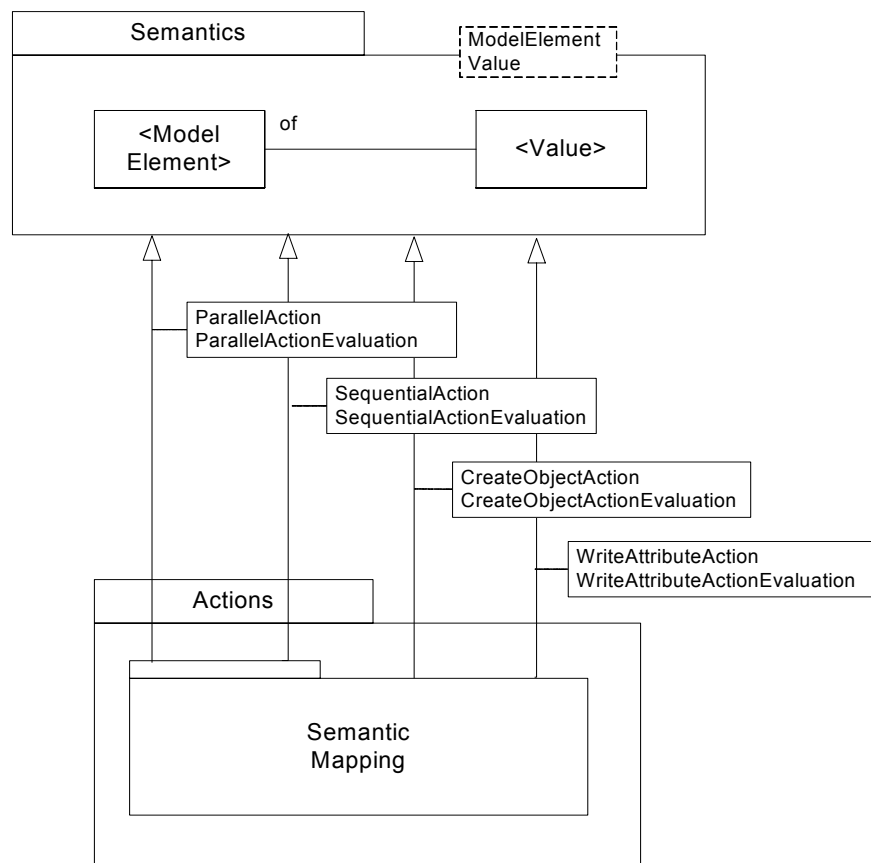 Semantics
ModelElement
Value
<Model
Element>
of
<Value>
ParallelAction
ParallelActionEvaluation
SequentialAction
SequentialActionEvaluation
CreateObjectAction
CreateObjectActionEvaluation
WriteAttributeAction
WriteAttributeActionEvaluation
Actions
Semantic
Mapping